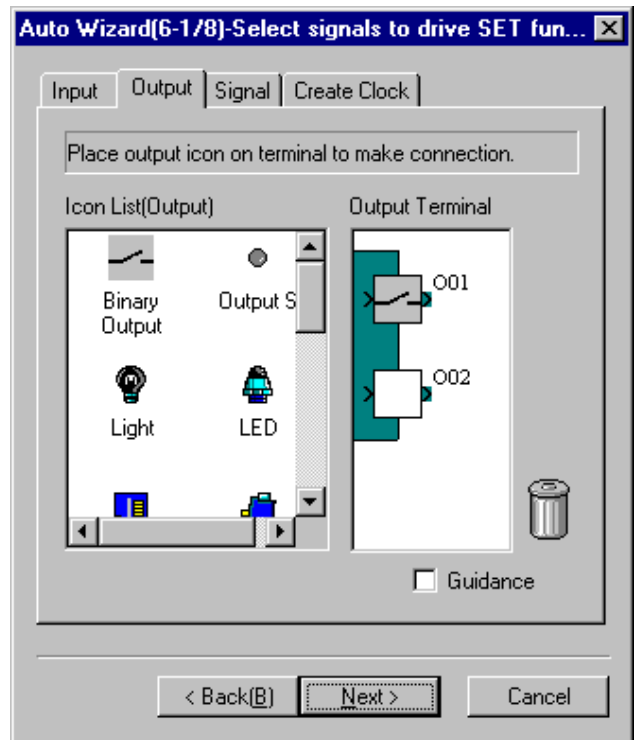 Auto Wizard(6-1/8)-Select signals to drive SET fun...
Input Output Signal Create Clock
Place output icon on terminal to make connection.
Icon List(Output) Output Terminal
Binary Output
Output S
Light
LED
O01
O02
Guidance
< Back(B) Next > Cancel